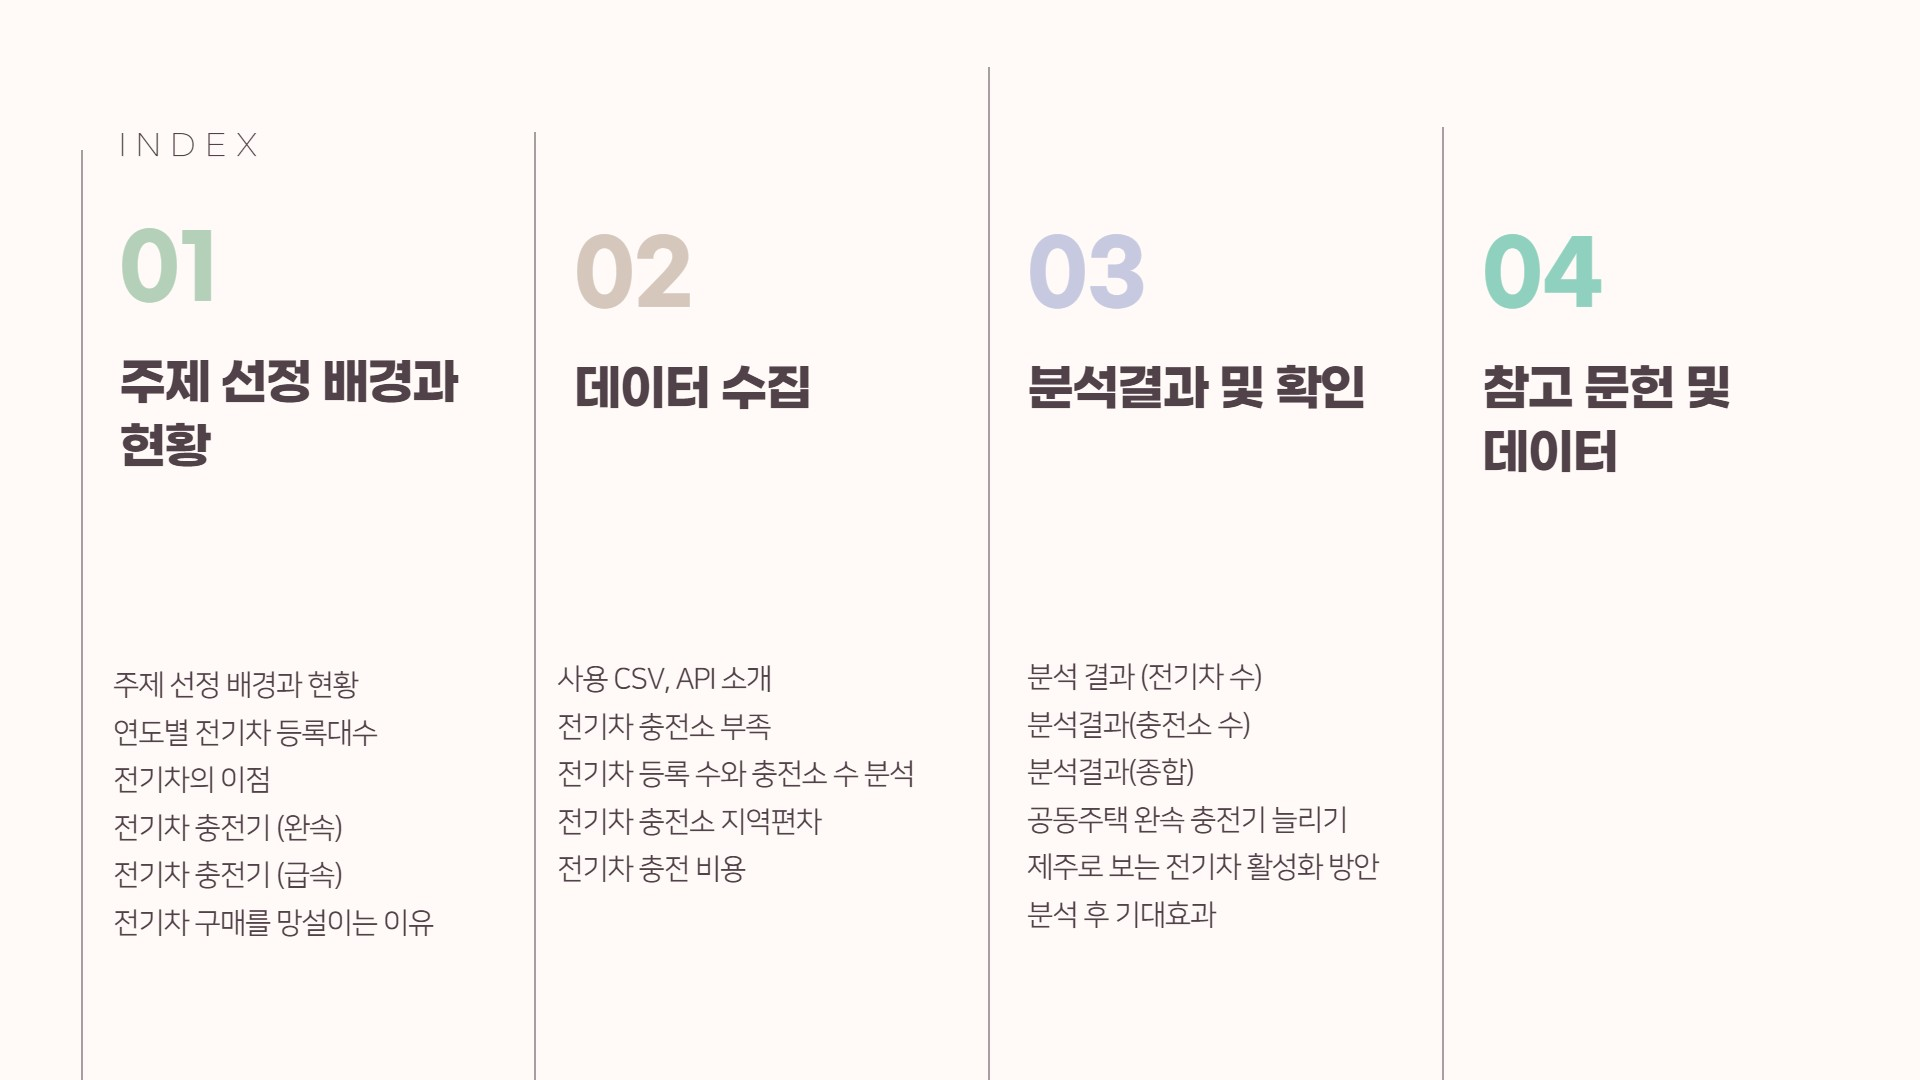 INDEX
01
주제 선정 배경과
현황
주제 선정 배경과 현황
연도별 전기차 등록대수
전기차의 이점
전기차 충전기 (완속)
전기차 충전기 (급속)
전기차 구매를 망설이는 이유
02
데이터 수집
사용 CSV, API 소개
전기차 충전소 부족
전기차 등록 수와 충전소 수 분석
전기차 충전소 지역편차
전기차 충전 비용
03
분석결과 및 확인
분석 결과 (전기차 수)
분석결과(충전소 수)
분석결과(종합)
공동주택 완속 충전기 늘리기
제주로 보는 전기차 활성화 방안
분석 후 기대효과
04
참고 문헌 및
데이터